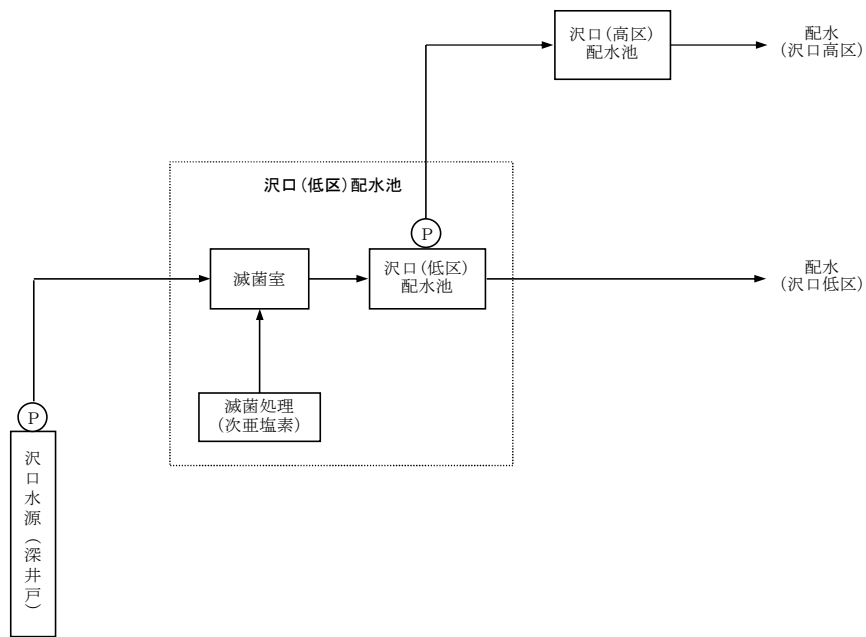 沢口(高区)
配水池
配水
(沢口高区)
沢口(低区)配水池
P
滅菌室
沢口(低区)
配水池
配水
(沢口低区)
滅菌処理
(次亜塩素)
P
沢口水源(深井戸)